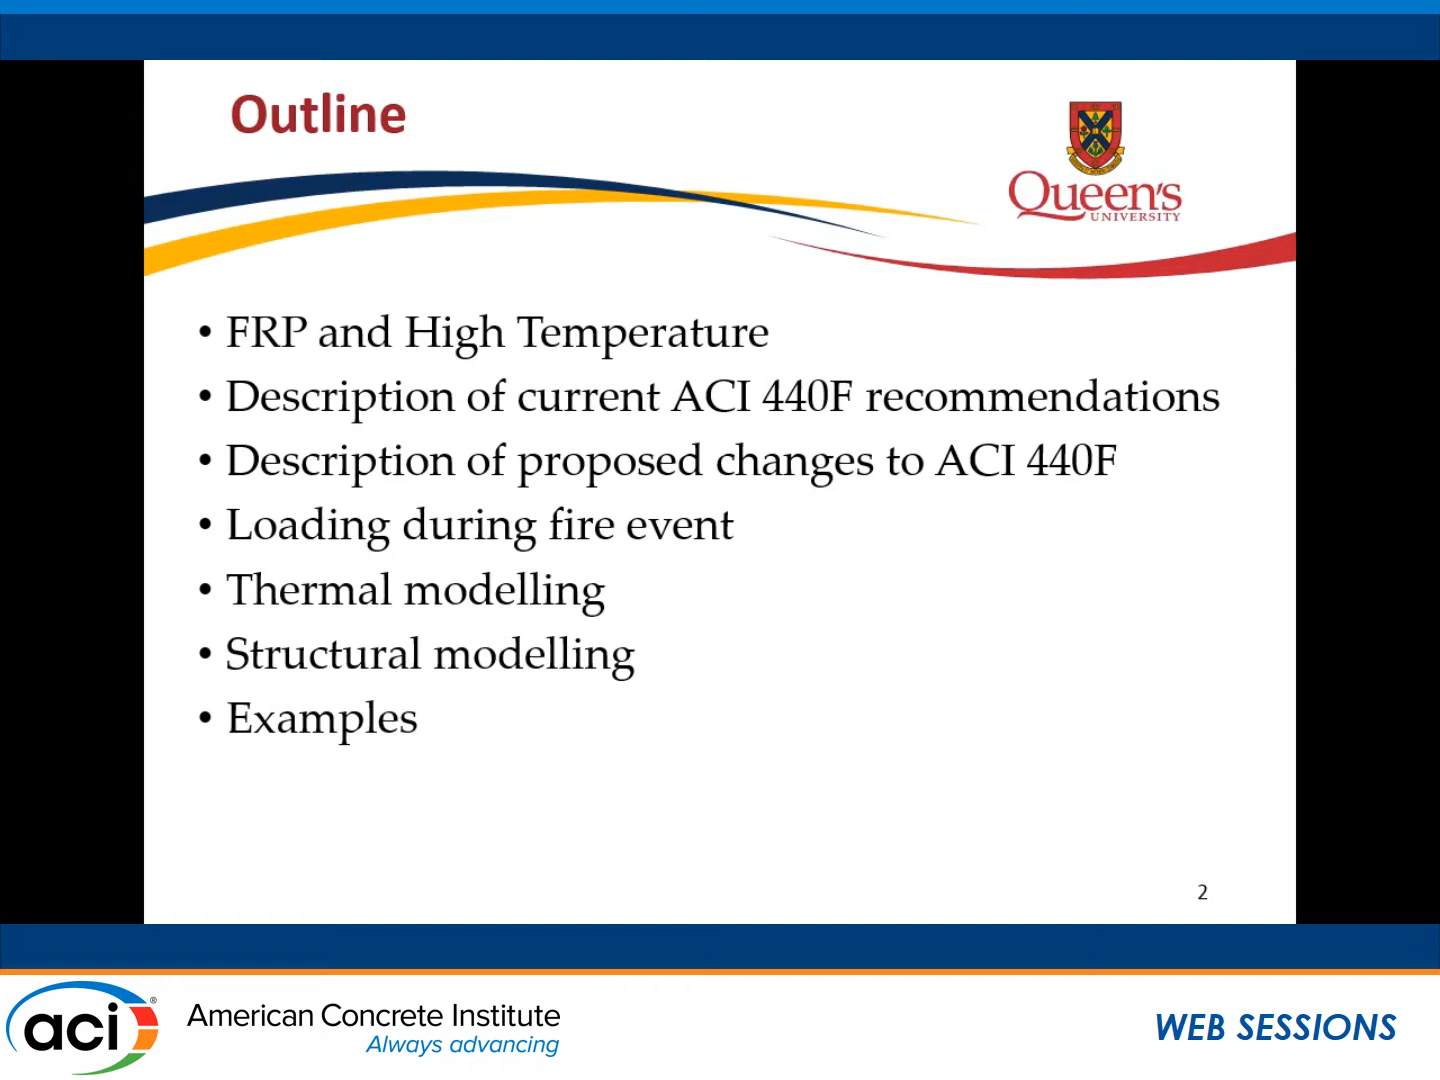 Outline
Queen's
UNIVERSITY
• FRP and High Temperature
• Description of current ACI 440F recommendations
• Description of proposed changes to ACI 440F
• Loading during fire event
• Thermal modelling
• Structural modelling
• Examples
2
aci®
American Concrete Institute
Always advancing
WEB SESSIONS